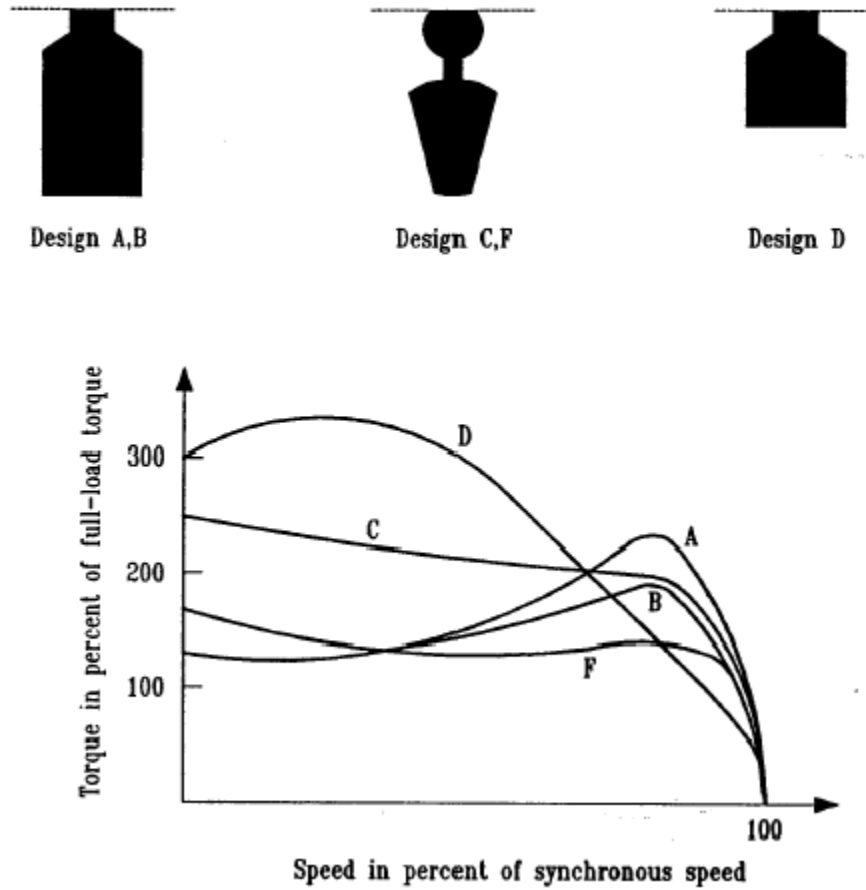 Design A,B
Design C,F
Design D
Torque in percent of full-load torque
300
200
100
D
C
A
B
F
100
Speed in percent of synchronous speed